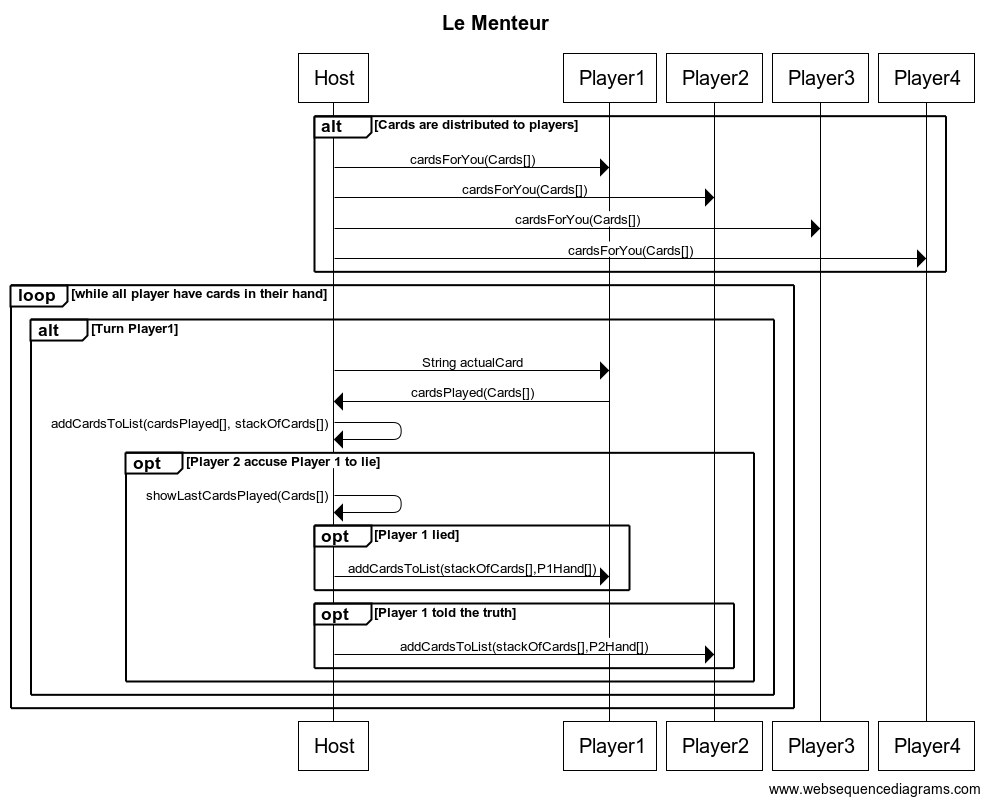 Le Menteur
Host Player1 Player2 Player3 Player4
alt [Cards are distributed to players]
cardsForYou(Cards[])
cardsForYou(Cards[])
cardsForYou(Cards[])
cardsForYou(Cards[])
loop [while all player have cards in their hand]
alt [Turn Player1]
String actualCard
cardsPlayed(Cards[])
addCardsToList(cardsPlayed[], stackOfCards[])
opt [Player 2 accuse Player 1 to lie]
showLastCardsPlayed(Cards[])
opt [Player 1 lied]
addCardsToList(stackOfCards[],P1Hand[])
opt [Player 1 told the truth]
addCardsToList(stackOfCards[],P2Hand[])
Host Player1 Player2 Player3 Player4
www.websequencediagrams.com